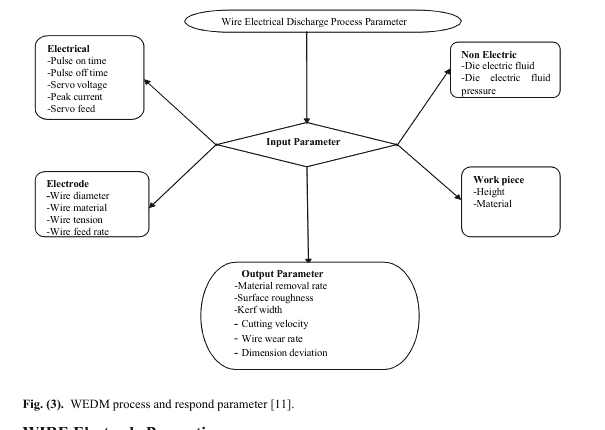 Wire Electrical Discharge Process Parameter
Electrical
-Pulse on time
-Pulse off time
-Servo voltage
-Peak current
-Servo feed
Non Electric
-Die electric fluid
-Die electric fluid
pressure
Input Parameter
Electrode
-Wire diameter
-Wire material
-Wire tension
-Wire feed rate
Work piece
-Height
-Material
Output Parameter
-Material removal rate
-Surface roughness
-Kerf width
- Cutting velocity
- Wire wear rate
- Dimension deviation
Fig. (3). WEDM process and respond parameter [11].